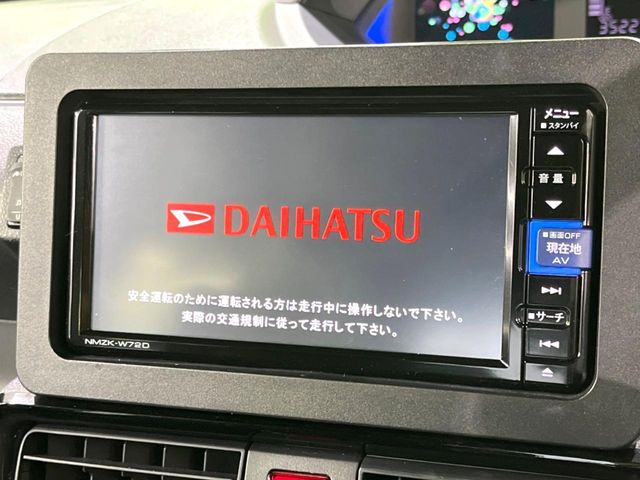 3522
メニュー
■スタンバイ
音量
DAIHATSU
■画面OFF
現在地
AV
安全運転のために運転される方は走行中に操作しないで下さい。
実際の交通規制に従って走行して下さい。
■サーチ
NMZK-W72D